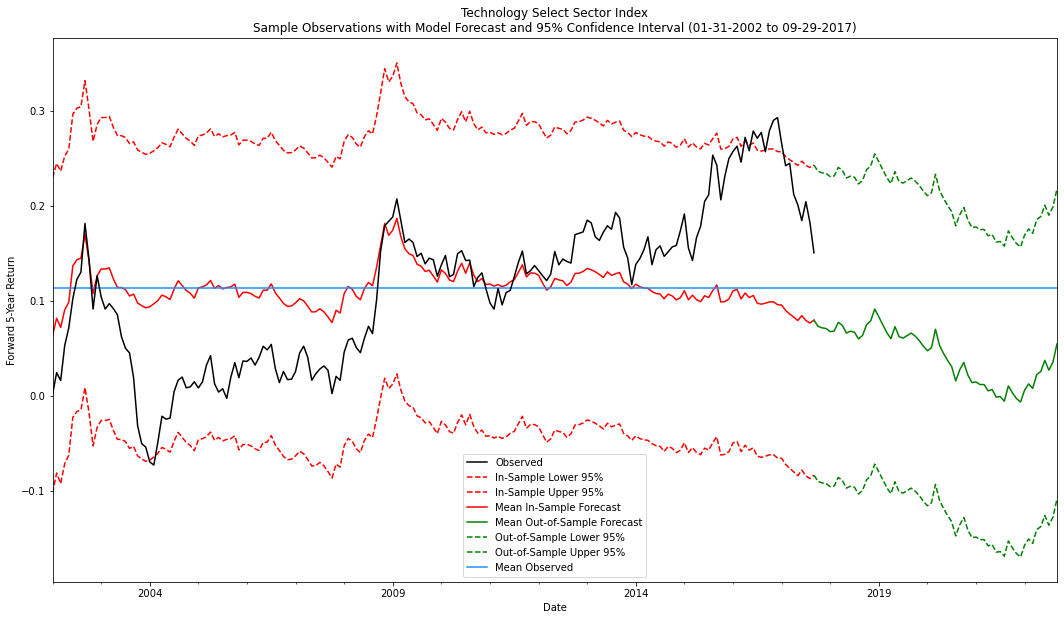 Technology Select Sector Index
Sample Observations with Model Forecast and 95% Confidence Interval (01-31-2002 to 09-29-2017)
Forward 5-Year Return
0.3
0.2
0.1
0.0
−0.1
Observed
In-Sample Lower 95%
In-Sample Upper 95%
Mean In-Sample Forecast
Mean Out-of-Sample Forecast
Out-of-Sample Lower 95%
Out-of-Sample Upper 95%
Mean Observed
2004
2009
2014
2019
Date